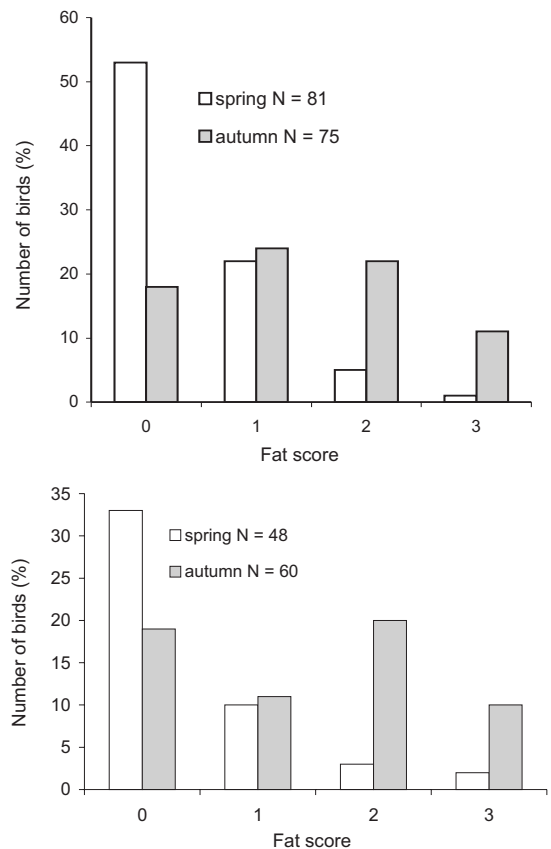 60
50
40
30
20
10
0
Number of birds (%)
spring N = 81
autumn N = 75
0 1 2 3
Fat score
35
30
25
20
15
10
5
0
Number of birds (%)
spring N = 48
autumn N = 60
0 1 2 3
Fat score